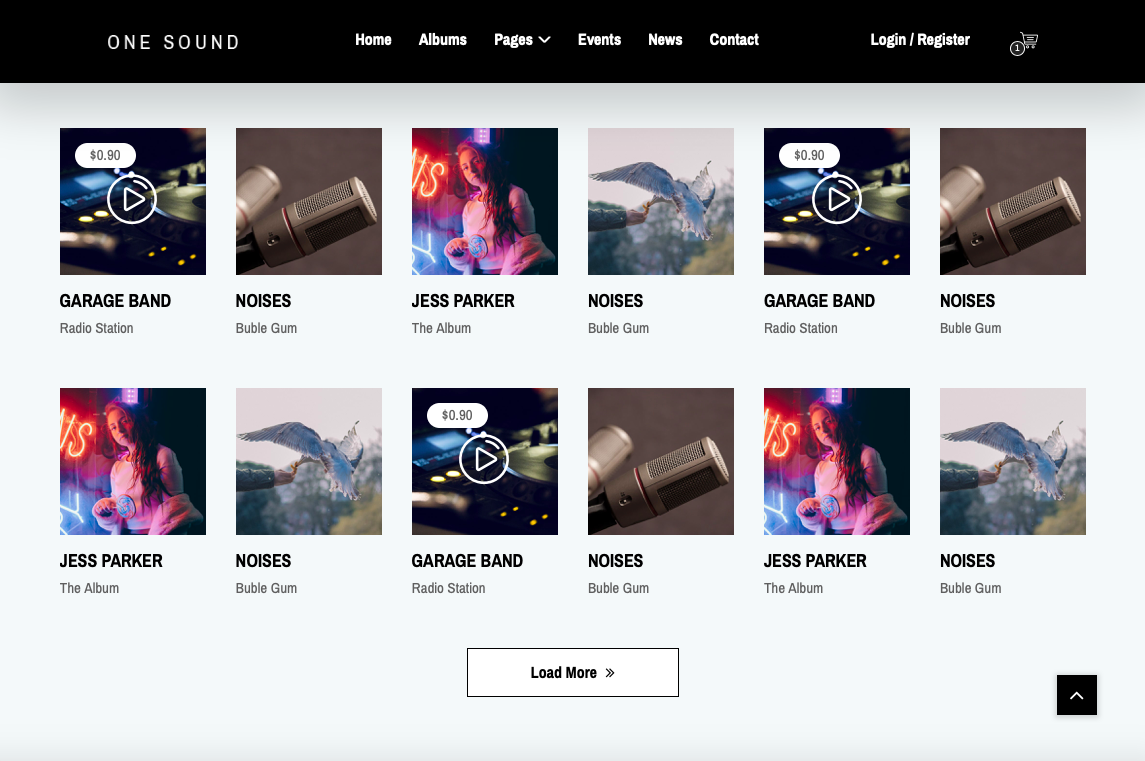 ONE SOUND
Home Albums Pages Events News Contact
Login / Register
1
$0.90
$0.90
GARAGE BAND
Radio Station
NOISES
Buble Gum
JESS PARKER
The Album
NOISES
Buble Gum
GARAGE BAND
Radio Station
NOISES
Buble Gum
$0.90
JESS PARKER
The Album
NOISES
Buble Gum
GARAGE BAND
Radio Station
NOISES
Buble Gum
JESS PARKER
The Album
NOISES
Buble Gum
Load More